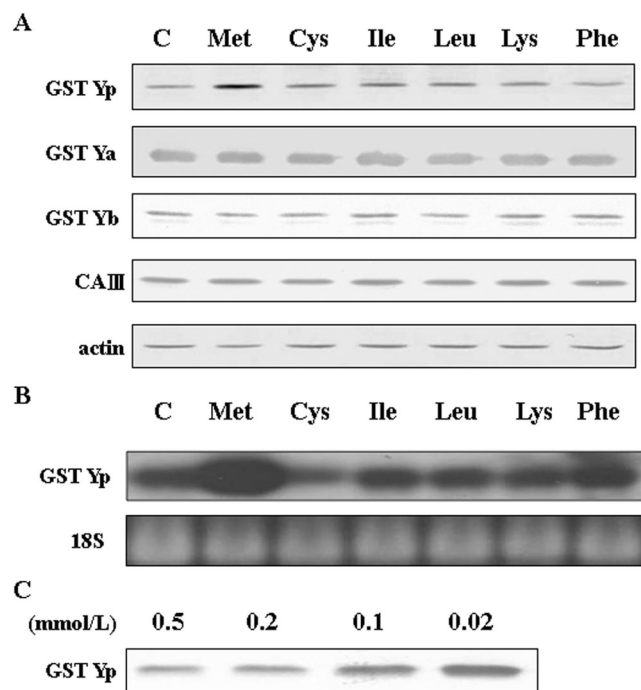 A
C Met Cys Ile Leu Lys Phe
GST Yp
GST Ya
GST Yb
CAⅢ
actin
B
C Met Cys Ile Leu Lys Phe
GST Yp
18S
C
(mmol/L) 0.5 0.2 0.1 0.02
GST Yp